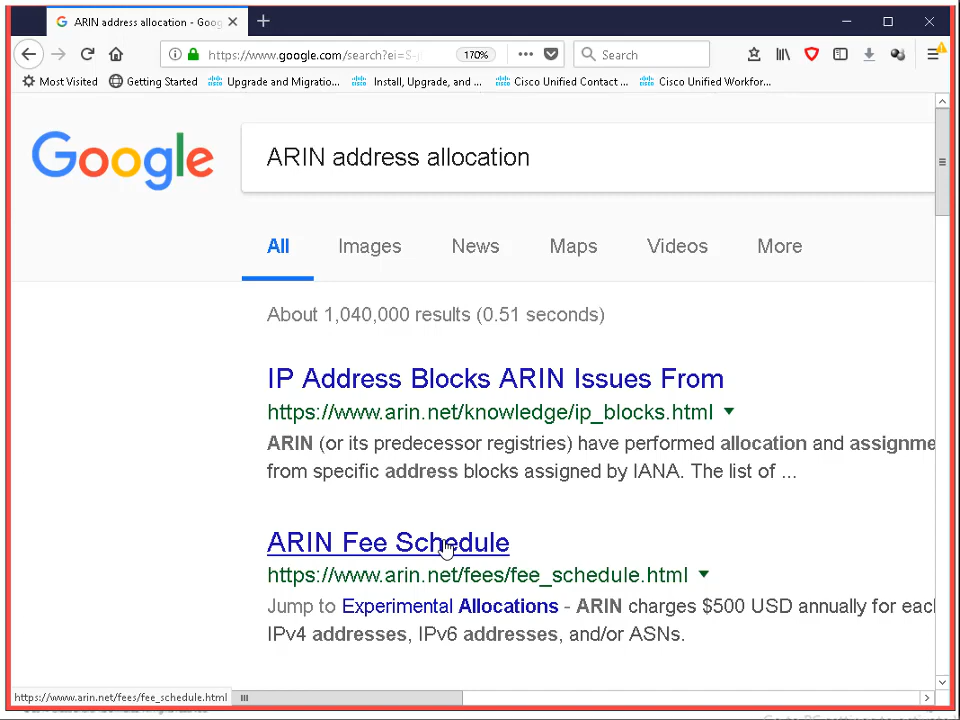 ARIN address allocation - Goog
https://www.google.com/search?ei=S-j
170%
Search
Most Visited
Getting Started
Upgrade and Migratio...
Install, Upgrade, and ...
Cisco Unified Contact ...
Cisco Unified Workfor...
Google
ARIN address allocation
All Images News Maps Videos More
About 1,040,000 results (0.51 seconds)
IP Address Blocks ARIN Issues From
https://www.arin.net/knowledge/ip_blocks.html
ARIN (or its predecessor registries) have performed allocation and assignme
from specific address blocks assigned by IANA. The list of ...
ARIN Fee Schedule
https://www.arin.net/fees/fee_schedule.html
Jump to Experimental Allocations - ARIN charges $500 USD annually for each
IPv4 addresses, IPv6 addresses, and/or ASNs.
https://www.arin.net/fees/fee_schedule.html